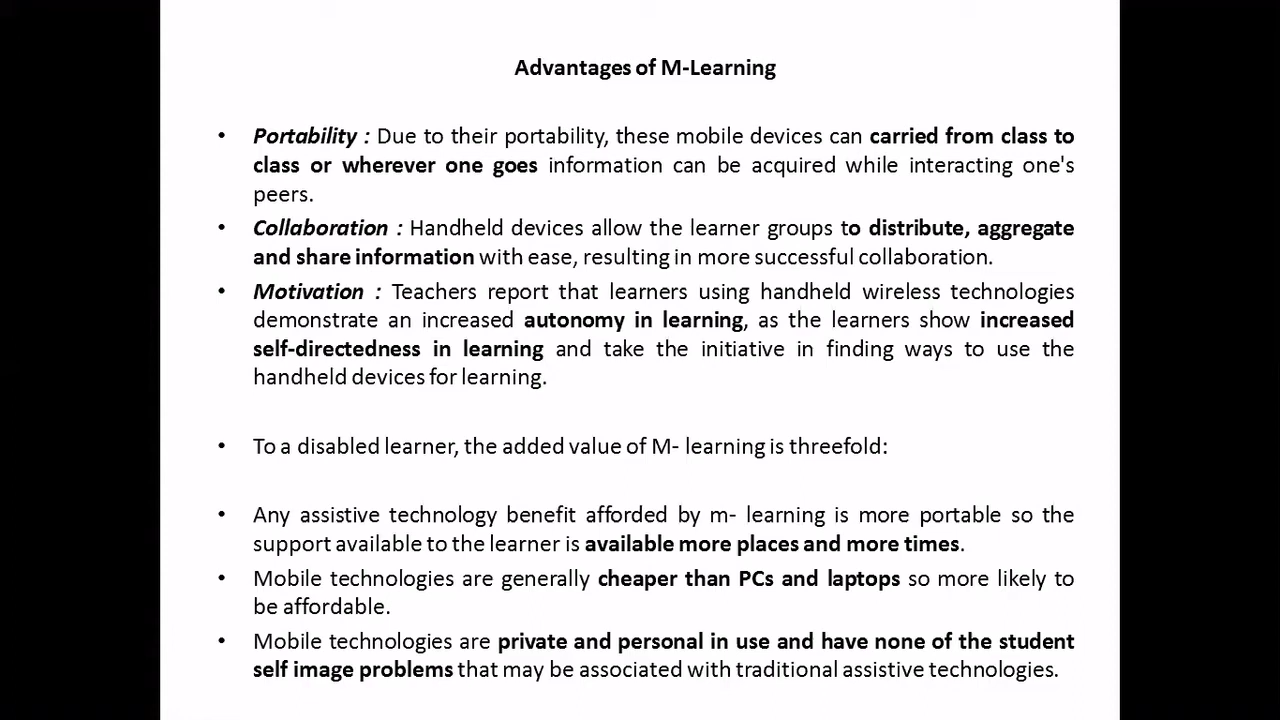 Advantages of M-Learning
• Portability : Due to their portability, these mobile devices can carried from class to
class or wherever one goes information can be acquired while interacting one's
peers.
• Collaboration : Handheld devices allow the learner groups to distribute, aggregate
and share information with ease, resulting in more successful collaboration.
• Motivation : Teachers report that learners using handheld wireless technologies
demonstrate an increased autonomy in learning, as the learners show increased
self-directedness in learning and take the initiative in finding ways to use the
handheld devices for learning.
• To a disabled learner, the added value of M- learning is threefold:
• Any assistive technology benefit afforded by m- learning is more portable so the
support available to the learner is available more places and more times.
• Mobile technologies are generally cheaper than PCs and laptops so more likely to
be affordable.
• Mobile technologies are private and personal in use and have none of the student
self image problems that may be associated with traditional assistive technologies.